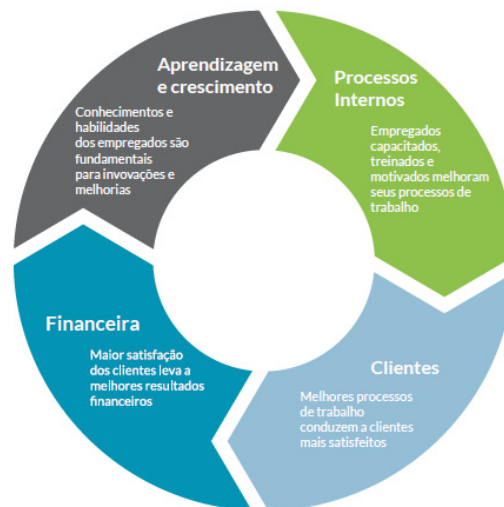 Aprendizagem
e crescimento
Conhecimentos e
habilidades
dos empregados são
fundamentais
para invovações e
melhorias
Processos
Internos
Empregados
capacitados,
treinados e
motivados melhoram
seus processos de
trabalho
Clientes
Melhores processos
de trabalho
conduzem a clientes
mais satisfeitos
Financeira
Maior satisfação
dos clientes leva a
melhores resultados
financeiros